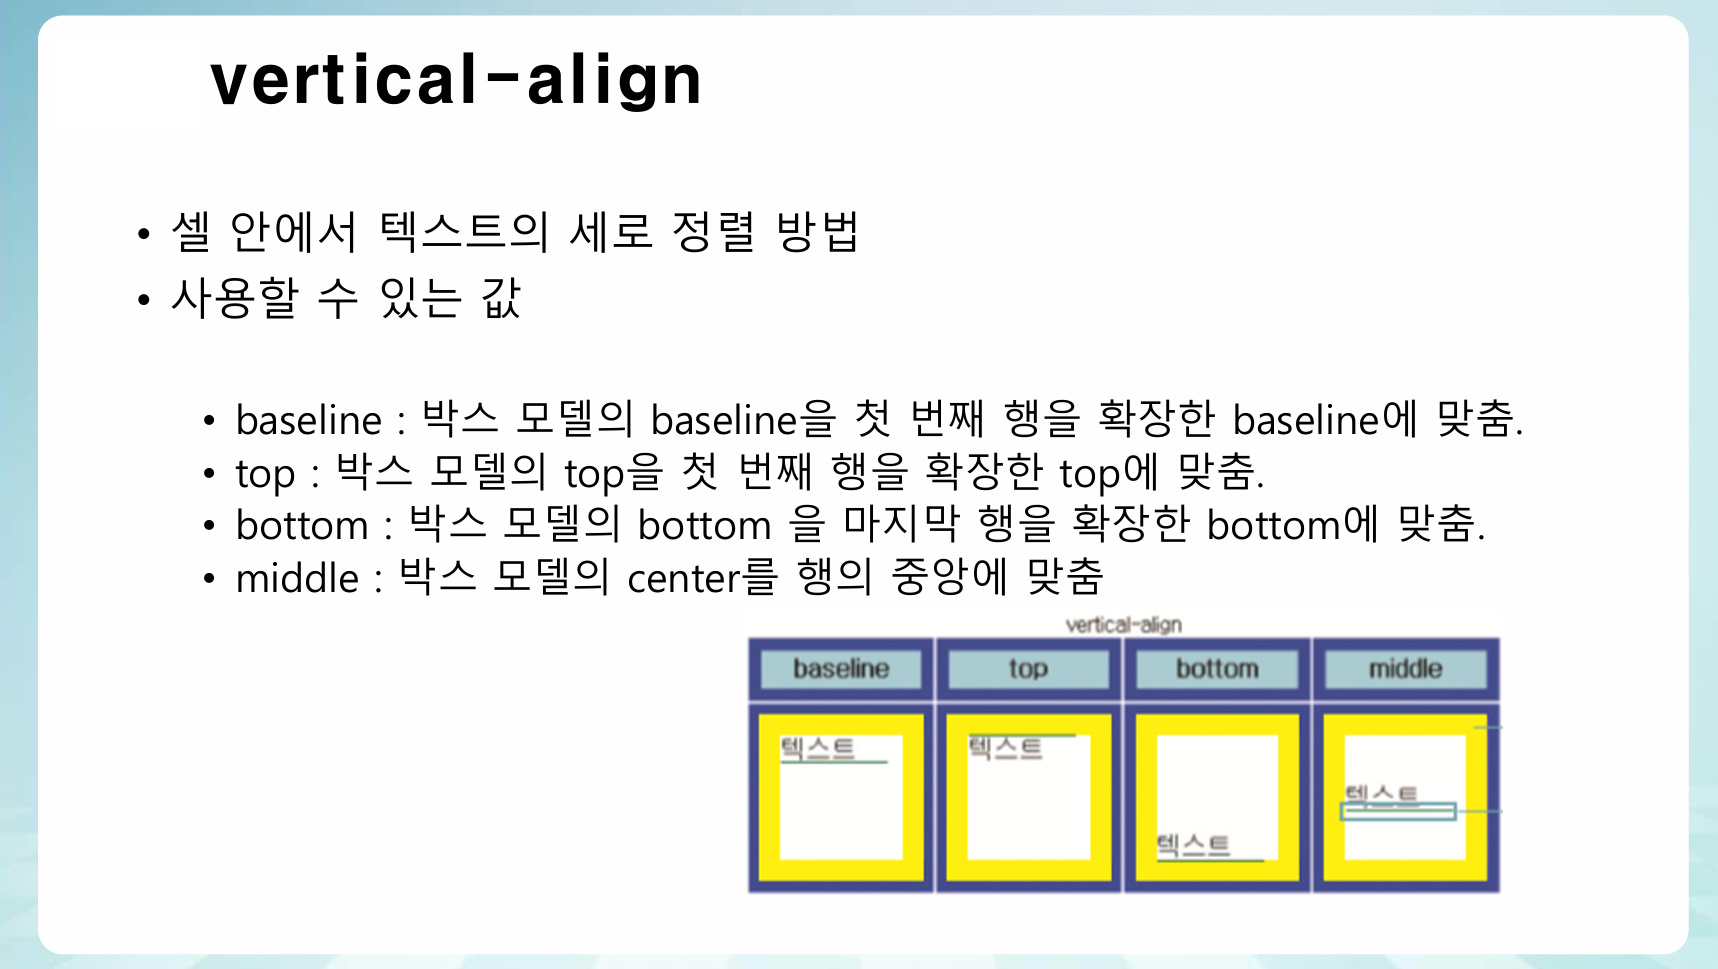 vertical-align
• 셀 안에서 텍스트의 세로 정렬 방법
• 사용할 수 있는 값
• baseline : 박스 모델의 baseline을 첫 번째 행을 확장한 baseline에 맞춤.
• top : 박스 모델의 top을 첫 번째 행을 확장한 top에 맞춤.
• bottom : 박스 모델의 bottom 을 마지막 행을 확장한 bottom에 맞춤.
• middle : 박스 모델의 center를 행의 중앙에 맞춤
vertical-align
baseline top bottom middle
텍스트 텍스트
텍스트
텍스트